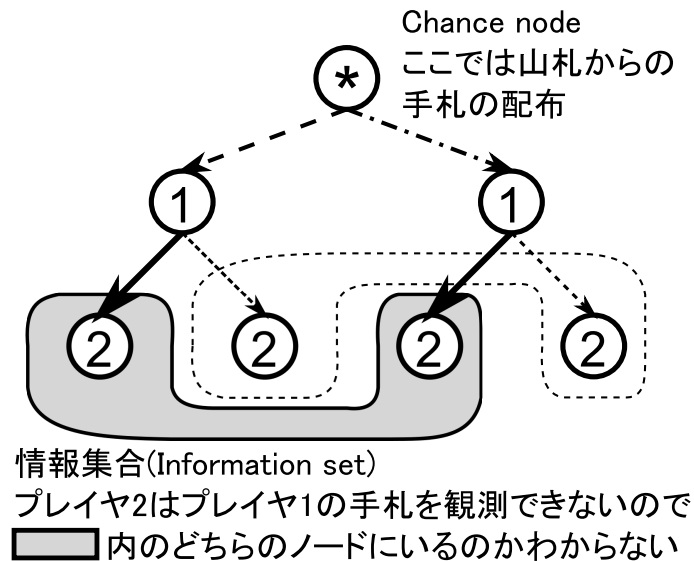 Chance node
ここでは山札からの
手札の配布
*
1 1
2 2 2 2
情報集合(Information set)
プレイヤ2はプレイヤ1の手札を観測できないので
内のどちらのノードにいるのかわからない